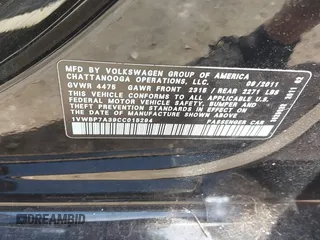 MFD BY VOLKSWAGEN GROUP OF AMERICA
CHATTANOOGA OPERATIONS, LLC. 09/2011
GVWR 4475 GAWR FRONT 2315 / REAR 2271 LBS
THIS VEHICLE CONFORMS TO ALL APPLICABLE U.S.
FEDERAL MOTOR VEHICLE SAFETY, BUMPER AND
THEFT PREVENTION STANDARDS IN EFFECT ON
THE DATE OF MANUFACTURE SHOWN ABOVE
1VWBP7A39CC015294 PASSENGER CAR
DREAMBID